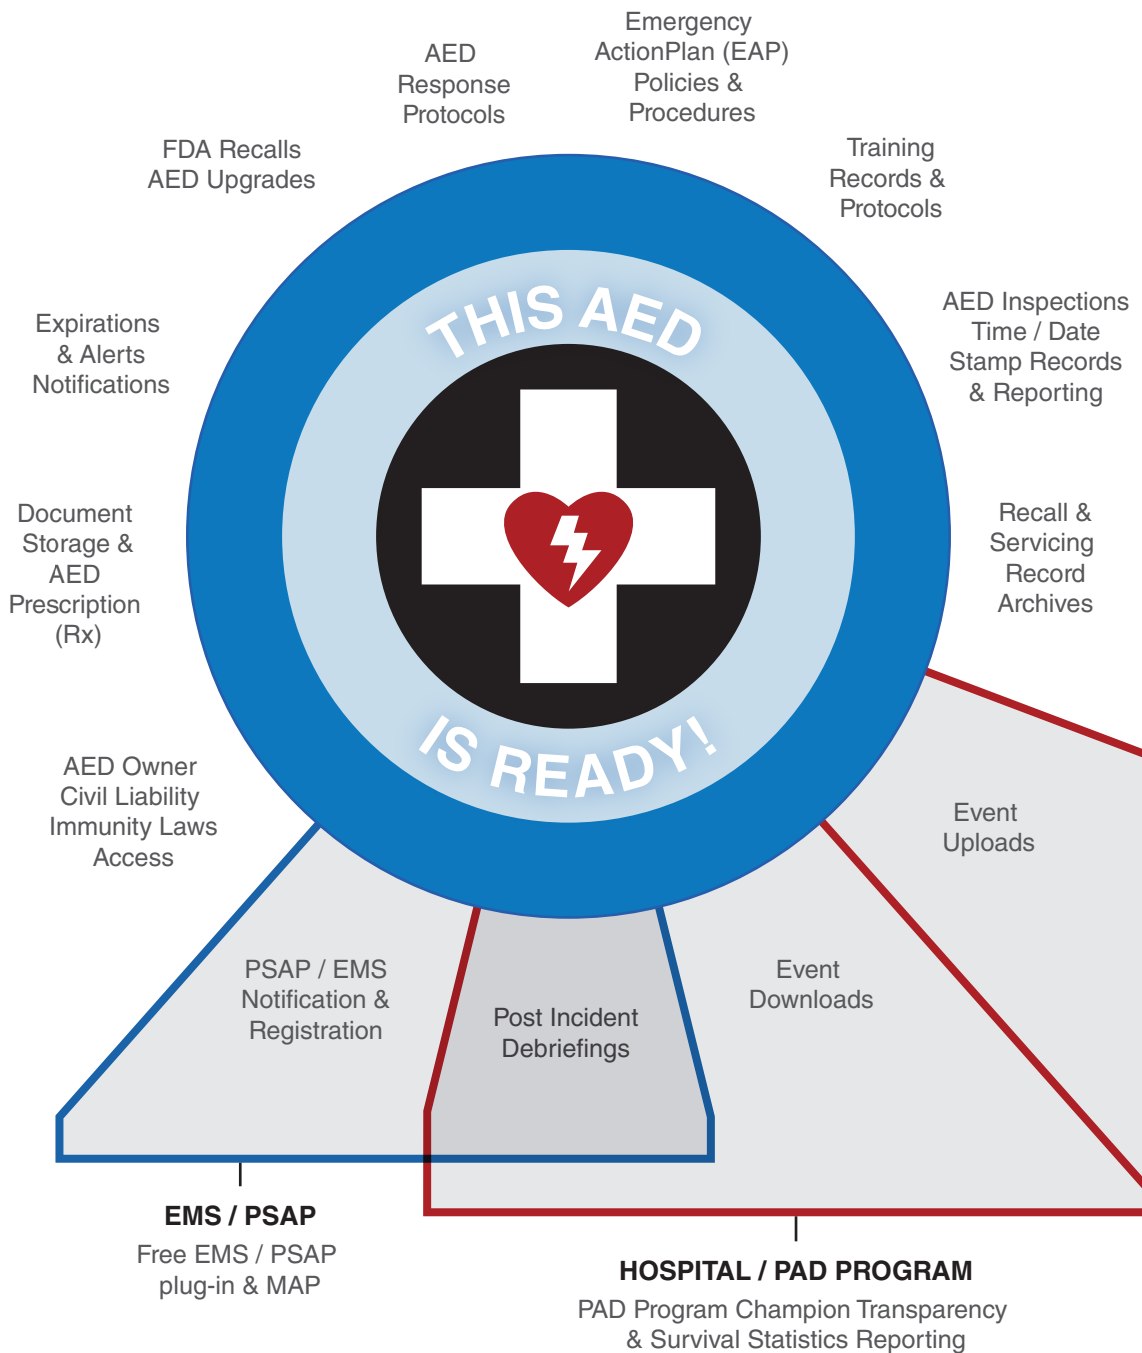 Emergency
ActionPlan (EAP)
Policies &
Procedures
AED
Response
Protocols
FDA Recalls
AED Upgrades
Training
Records &
Protocols
Expirations
& Alerts
Notifications
AED Inspections
Time / Date
Stamp Records
& Reporting
THIS AED
IS READY!
Document
Storage &
AED
Prescription
(Rx)
Recall &
Servicing
Record
Archives
AED Owner
Civil Liability
Immunity Laws
Access
Event
Uploads
PSAP / EMS
Notification &
Registration
Post Incident
Debriefings
Event
Downloads
EMS / PSAP
Free EMS / PSAP
plug-in & MAP
HOSPITAL / PAD PROGRAM
PAD Program Champion Transparency
& Survival Statistics Reporting